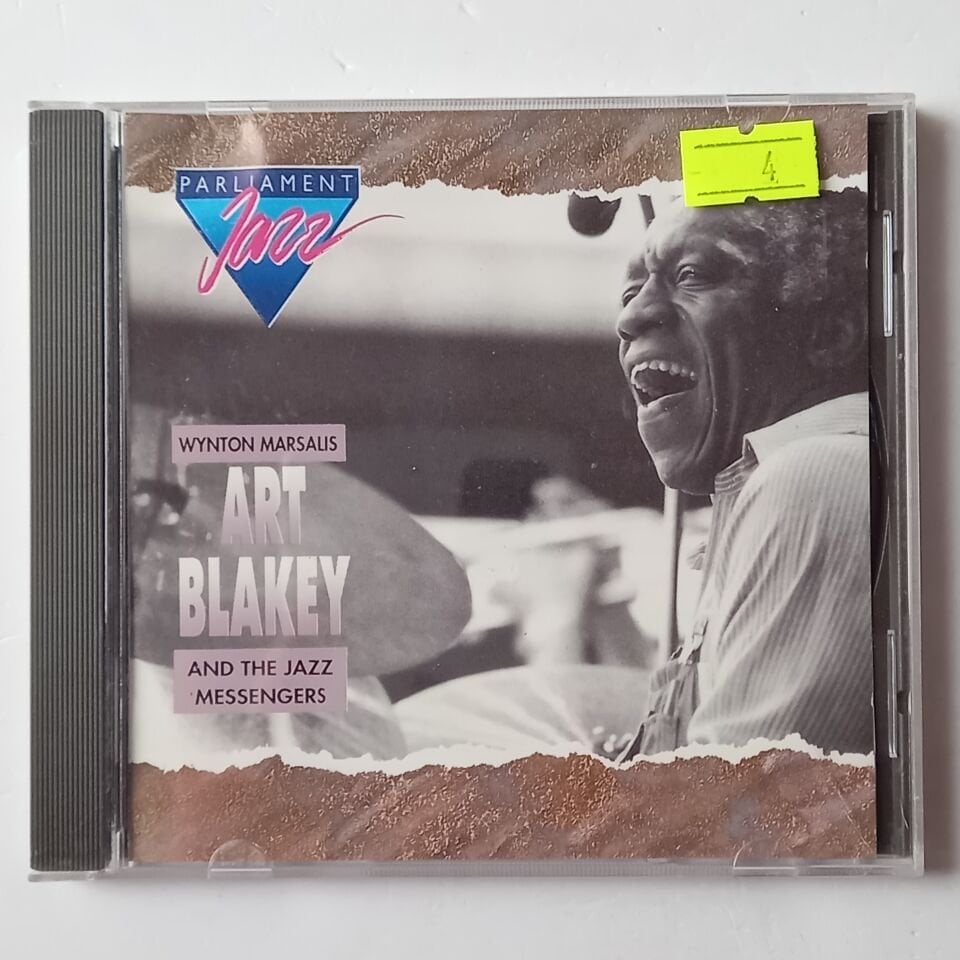 4
PARLIAMENT
Jazz
WYNTON MARSALIS
ART
BLAKEY
AND THE JAZZ
MESSENGERS